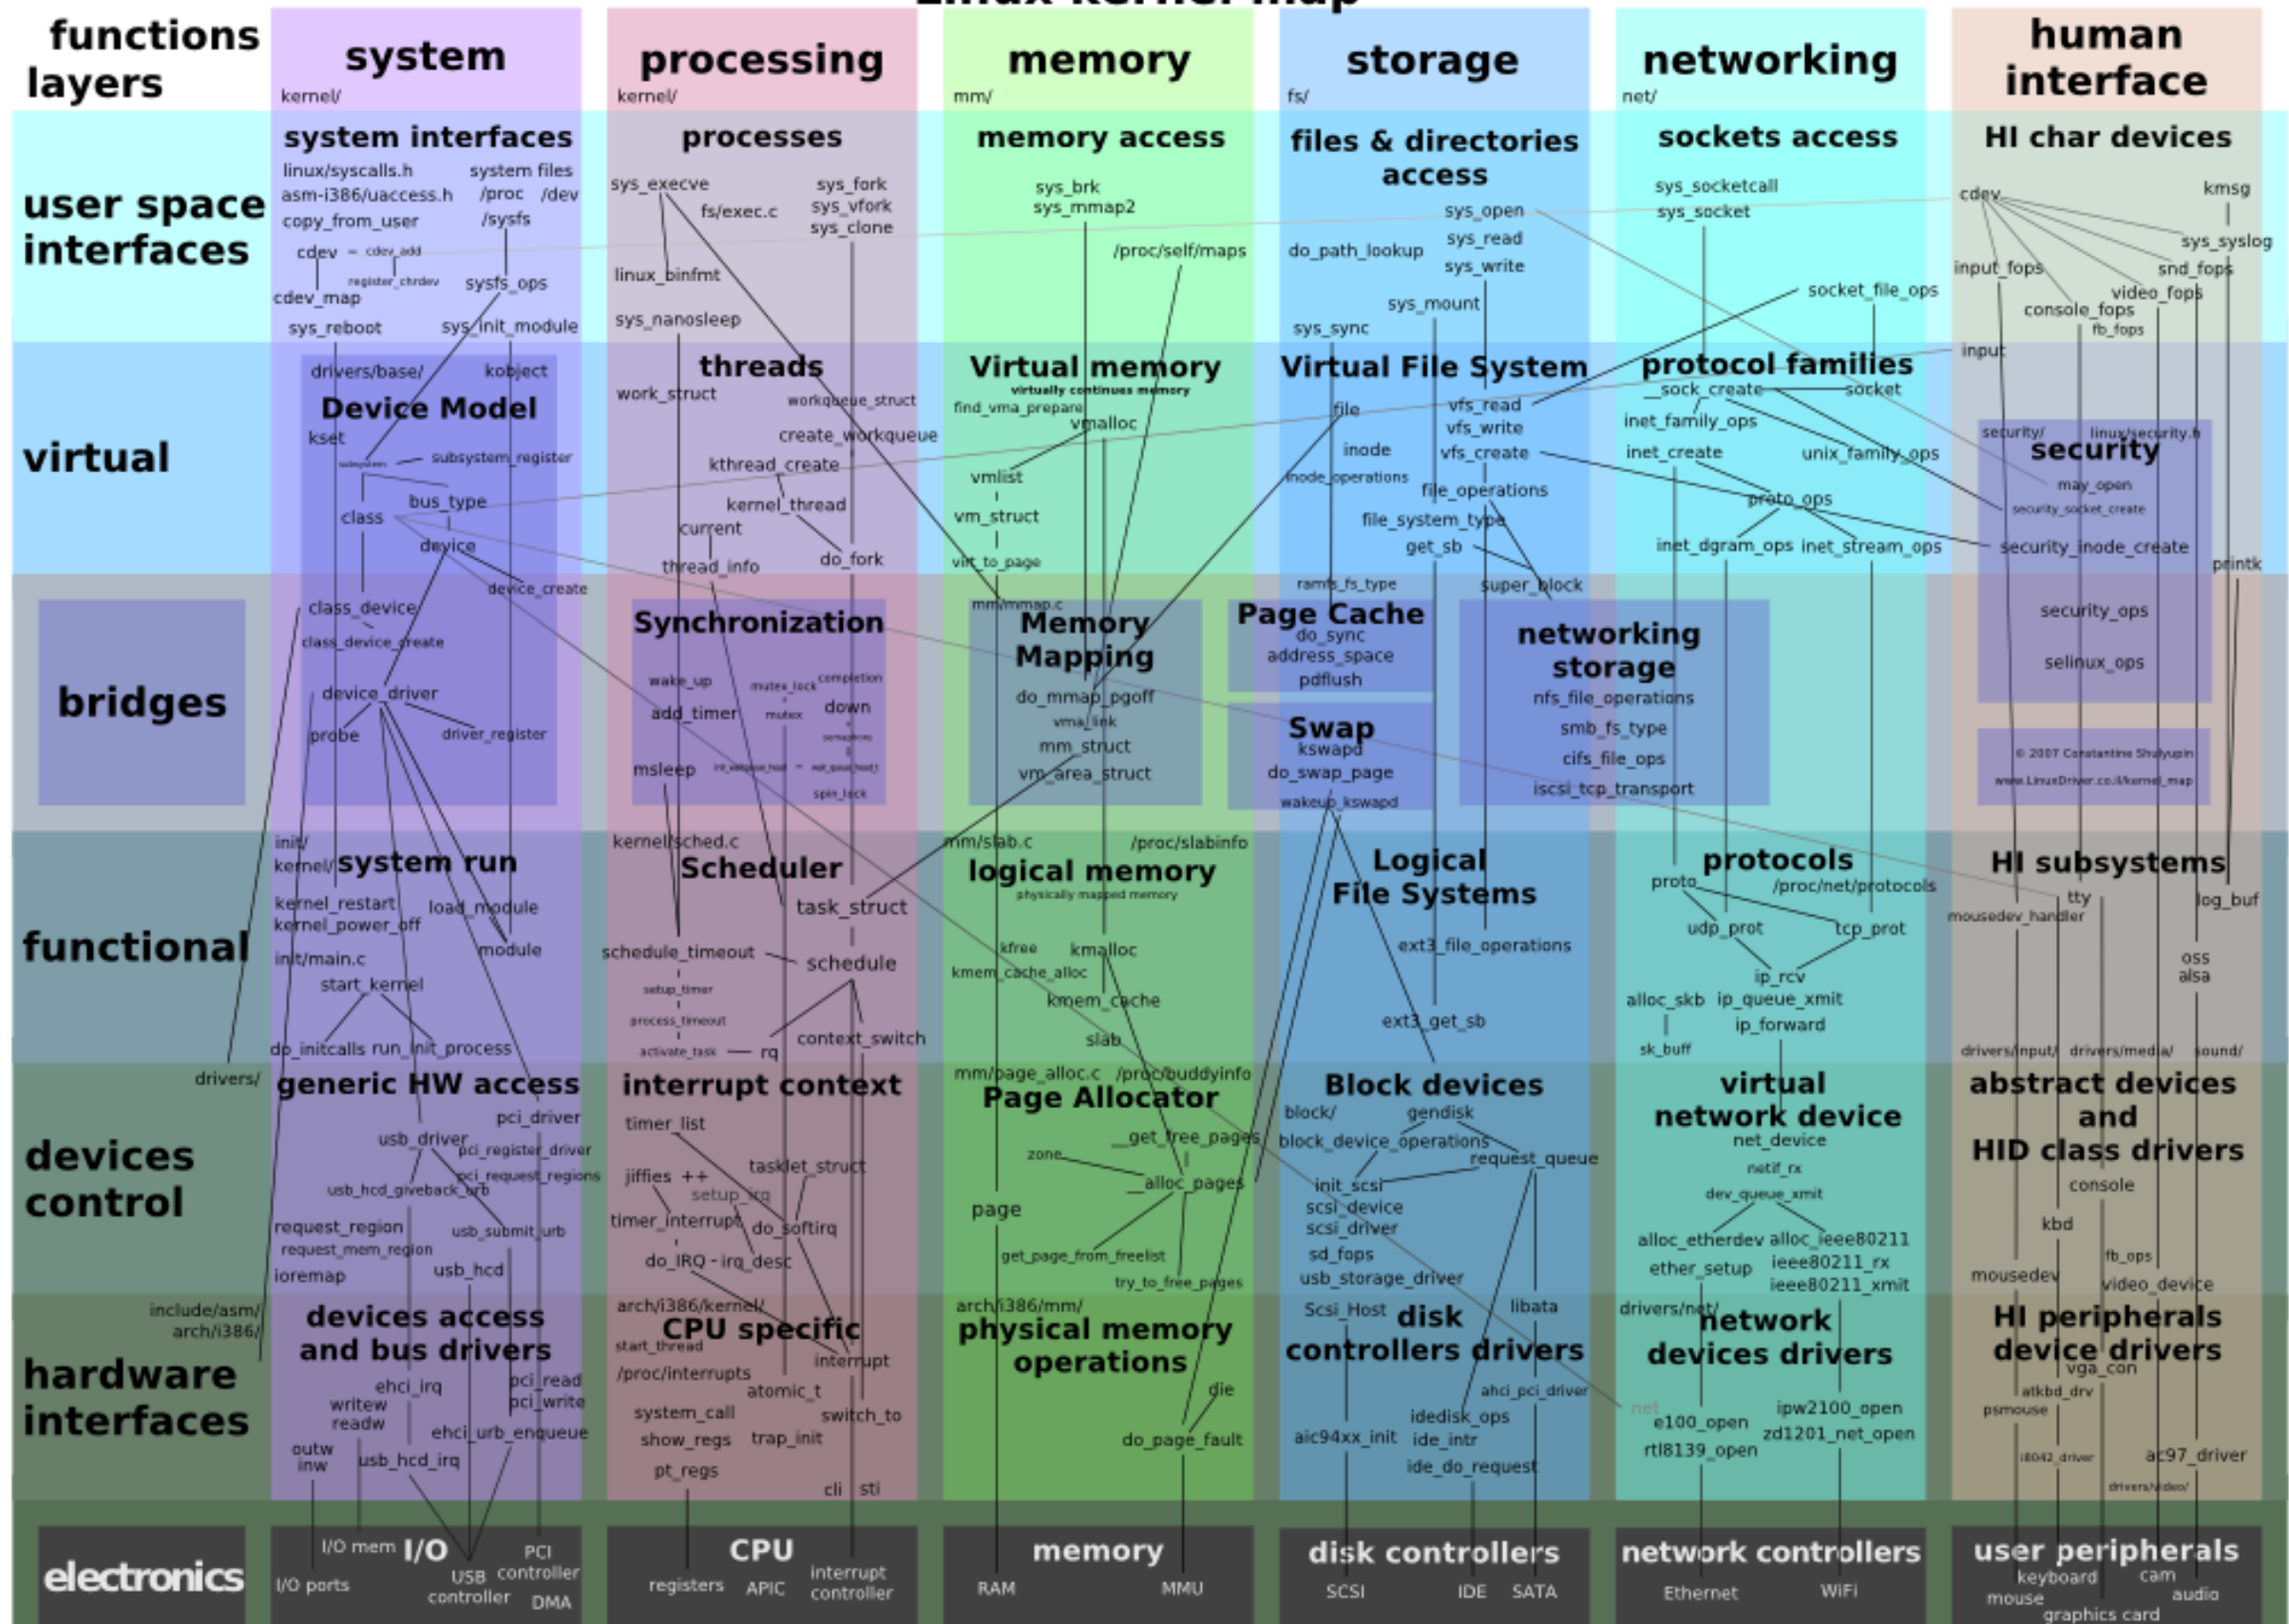 Linux kernel map
functions
layers
system
kernel/
processing
kernel/
memory
mm/
storage
fs/
networking
net/
human
interface
user space
interfaces
system interfaces
linux/syscalls.h
system files
asm-i386/uaccess.h
/proc
/dev
copy_from_user
/sysfs
cdev - cdev_add
register_chrdev
cdev_map
sysfs_ops
sys_reboot
sys_init_module
processes
sys_execve
sys_fork
sys_vfork
fs/exec.c
sys_clone
linux_binfmt
sys_nanosleep
memory access
sys_brk
sys_mmap2
/proc/self/maps
files & directories
access
sys_open
sys_read
do_path_lookup
sys_write
sys_mount
sys_sync
sockets access
sys_socketcall
sys_socket
socket_file_ops
HI char devices
cdev
kmsg
sys_syslog
input_fops
snd_fops
video_fops
console_fops
fb_fops
virtual
drivers/base/
kobject
Device Model
kset
subsystem
subsystem_register
bus_type
class
device
device_create
threads
work_struct
workqueue_struct
create_workqueue
kthread_create
kernel_thread
current
thread_info
do_fork
Virtual memory
virtually continues memory
find_vma_prepare
vmalloc
vmlist
vm_struct
virt_to_page
Virtual File System
file
vfs_read
vfs_write
inode
vfs_create
inode_operations
file_operations
file_system_type
get_sb
ramfs_fs_type
super_block
protocol families
__sock_create
socket
inet_family_ops
inet_create
unix_family_ops
proto_ops
inet_dgram_ops
inet_stream_ops
input
security/
linux/security.h
security
may_open
security_socket_create
security_inode_create
printk
bridges
class_device
class_device_create
device_driver
probe
driver_register
Synchronization
wake_up
mutex_lock
completion
add_timer
mutex
down
semaphore
msleep
init_waitqueue_head - wait_queue_head_t
spin_lock
mm/mmap.c
Memory
Mapping
do_mmap_pgoff
vma_link
mm_struct
vm_area_struct
Page Cache
do_sync
address_space
pdflush
Swap
kswapd
do_swap_page
wakeup_kswapd
networking
storage
nfs_file_operations
smb_fs_type
cifs_file_ops
iscsi_tcp_transport
security_ops
selinux_ops
© 2007 Constantine Shulyupin
www.LinuxDriver.co.il/kernel_map
functional
init/
kernel/
system run
kernel_restart
kernel_power_off
load_module
module
init/main.c
start_kernel
do_initcalls
run_init_process
kernel/sched.c
Scheduler
task_struct
schedule_timeout
schedule
setup_timer
process_timeout
context_switch
activate_task
rq
mm/slab.c
/proc/slabinfo
logical memory
physically mapped memory
kfree
kmalloc
kmem_cache_alloc
kmem_cache
slab
Logical
File Systems
ext3_file_operations
ext3_get_sb
protocols
proto
/proc/net/protocols
udp_prot
tcp_prot
ip_rcv
alloc_skb
ip_queue_xmit
ip_forward
sk_buff
HI subsystems
tty
log_buf
mousedev_handler
oss
alsa
drivers/input/
drivers/media/
sound/
devices
control
drivers/
generic HW access
pci_driver
usb_driver
pci_register_driver
pci_request_regions
usb_hcd_giveback_urb
request_region
usb_submit_urb
request_mem_region
usb_hcd
ioremap
interrupt context
timer_list
tasklet_struct
jiffies ++
setup_irq
timer_interrupt
do_softirq
do_IRQ - irq_desc
mm/page_alloc.c
/proc/buddyinfo
Page Allocator
__get_free_pages
zone
__alloc_pages
page
get_page_from_freelist
try_to_free_pages
Block devices
block/
gendisk
block_device_operations
request_queue
init_scsi
scsi_device
scsi_driver
sd_fops
usb_storage_driver
virtual
network device
net_device
netif_rx
dev_queue_xmit
alloc_etherdev
alloc_ieee80211
ether_setup
ieee80211_rx
ieee80211_xmit
abstract devices
and
HID class drivers
console
kbd
fb_ops
mousedev
video_device
hardware
interfaces
include/asm/
arch/i386/
devices access
and bus drivers
ehci_irq
pci_read
pci_write
writew
readw
ehci_urb_enqueue
outw
inw
usb_hcd_irq
arch/i386/kernel/
CPU specific
start_thread
interrupt
/proc/interrupts
atomic_t
system_call
switch_to
show_regs
trap_init
pt_regs
cli
sti
arch/i386/mm/
physical memory
operations
die
do_page_fault
Scsi_Host
libata
disk
controllers drivers
ahci_pci_driver
idedisk_ops
aic94xx_init
ide_intr
ide_do_request
drivers/net/
network
devices drivers
net
e100_open
ipw2100_open
rtl8139_open
zd1201_net_open
HI peripherals
device drivers
vga_con
atkbd_drv
psmouse
i8042_driver
ac97_driver
drivers/video/
electronics
I/O mem
I/O
PCI
controller
I/O ports
USB
controller
DMA
CPU
registers
APIC
interrupt
controller
memory
RAM
MMU
disk controllers
SCSI
IDE
SATA
network controllers
Ethernet
WiFi
user peripherals
keyboard
cam
mouse
audio
graphics card